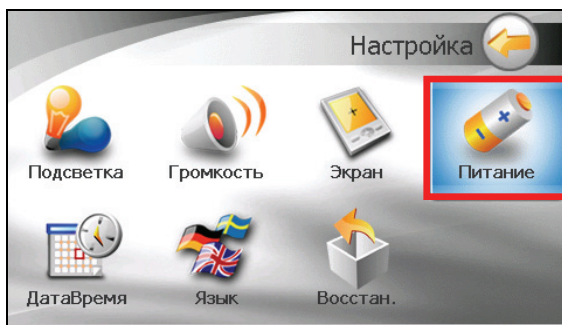 Настройка
Подсветка Громкость Экран Питание
ДатаВремя Язык Восстан.